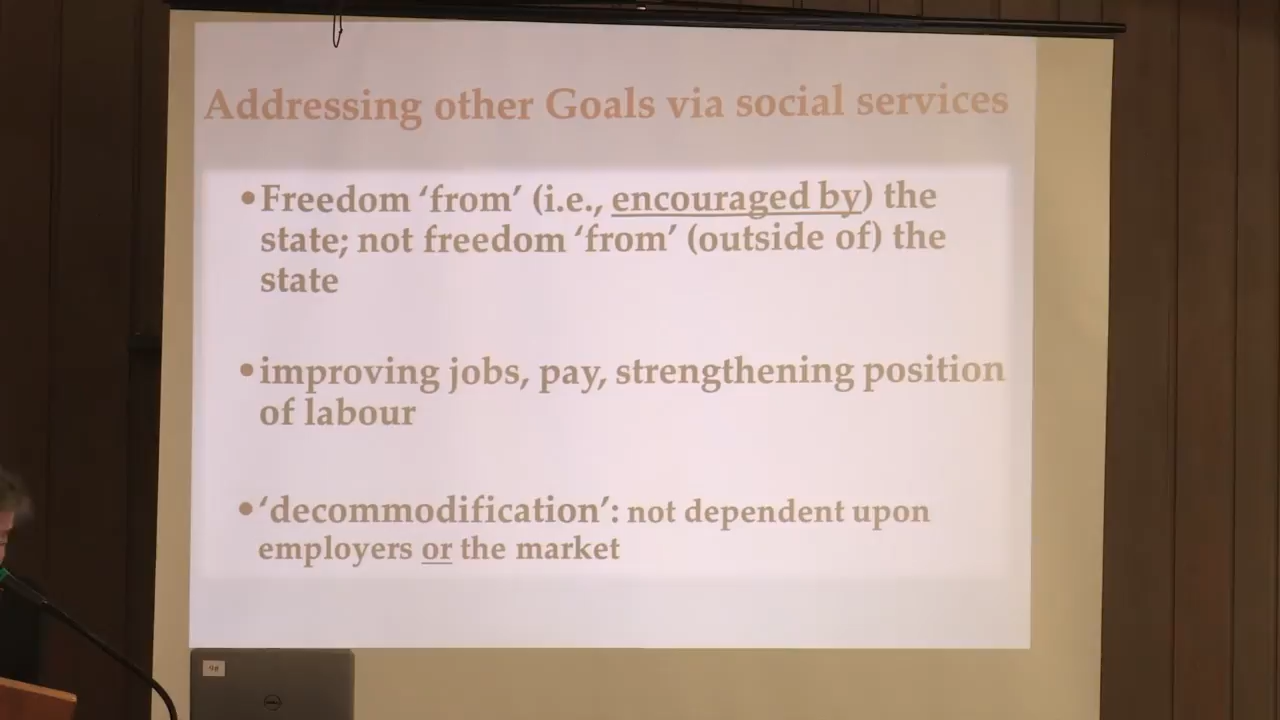 Addressing other Goals via social services
•Freedom ‘from’ (i.e., encouraged by) the
state; not freedom ‘from’ (outside of) the
state
•improving jobs, pay, strengthening position
of labour
•‘decommodification’: not dependent upon
employers or the market
DELL